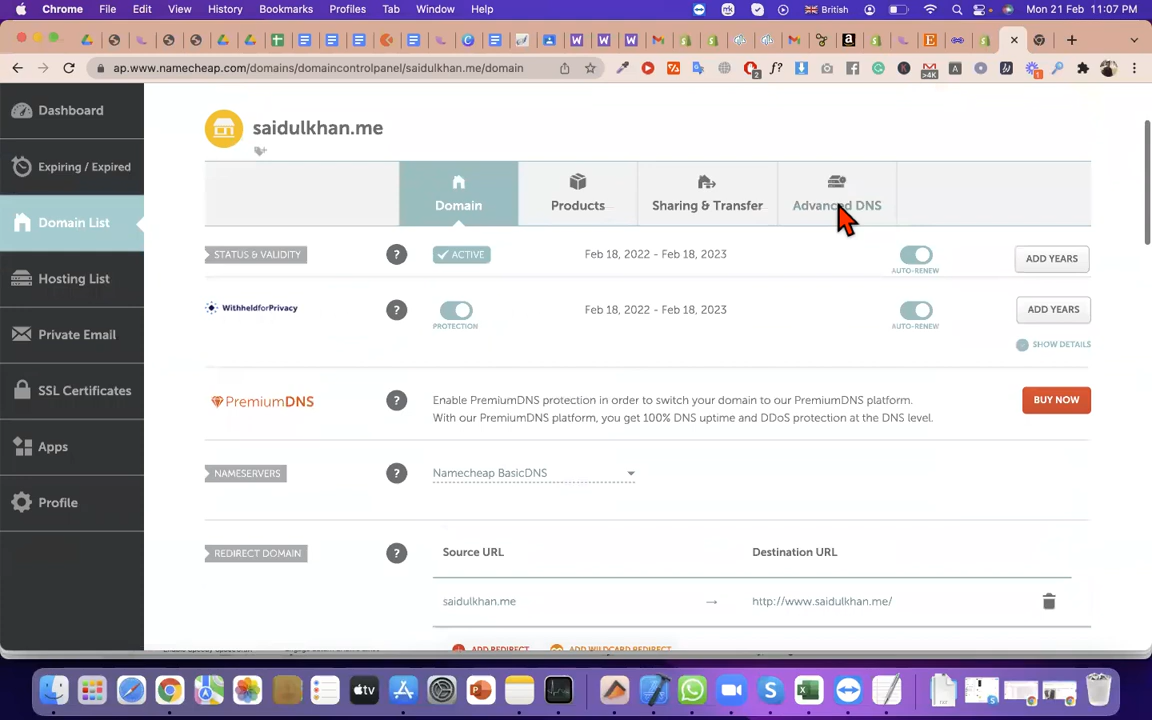 Chrome File Edit View History Bookmarks Profiles Tab Window Help British Mon 21 Feb 11:07 PM
ap.www.namecheap.com/domains/domaincontrolpanel/saidulkhan.me/domain
Dashboard
Expiring / Expired
Domain List
Hosting List
Private Email
SSL Certificates
Apps
Profile
saidulkhan.me
Domain Products Sharing & Transfer Advanced DNS
STATUS & VALIDITY ? ACTIVE Feb 18, 2022 - Feb 18, 2023 AUTO-RENEW ADD YEARS
WithheldforPrivacy ? PROTECTION Feb 18, 2022 - Feb 18, 2023 AUTO-RENEW ADD YEARS
SHOW DETAILS
PremiumDNS ? Enable PremiumDNS protection in order to switch your domain to our PremiumDNS platform. BUY NOW
With our PremiumDNS platform, you get 100% DNS uptime and DDoS protection at the DNS level.
NAMESERVERS ? Namecheap BasicDNS
REDIRECT DOMAIN ? Source URL Destination URL
saidulkhan.me → http://www.saidulkhan.me/
ADD REDIRECT ADD WILDCARD REDIRECT